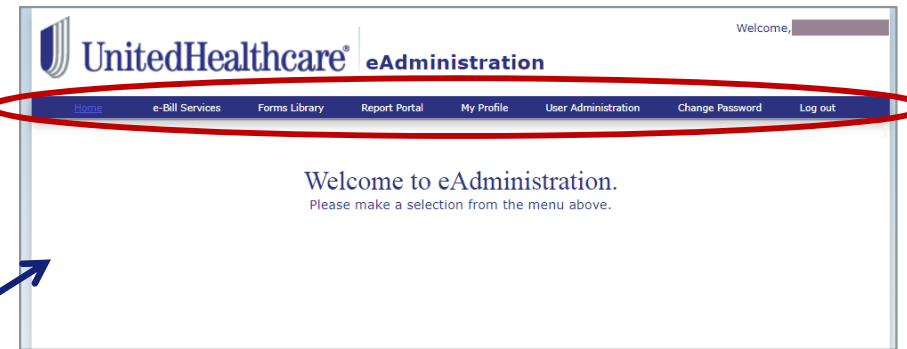 Welcome,
UnitedHealthcare® eAdministration
Home e-Bill Services Forms Library Report Portal My Profile User Administration Change Password Log out
Welcome to eAdministration.
Please make a selection from the menu above.